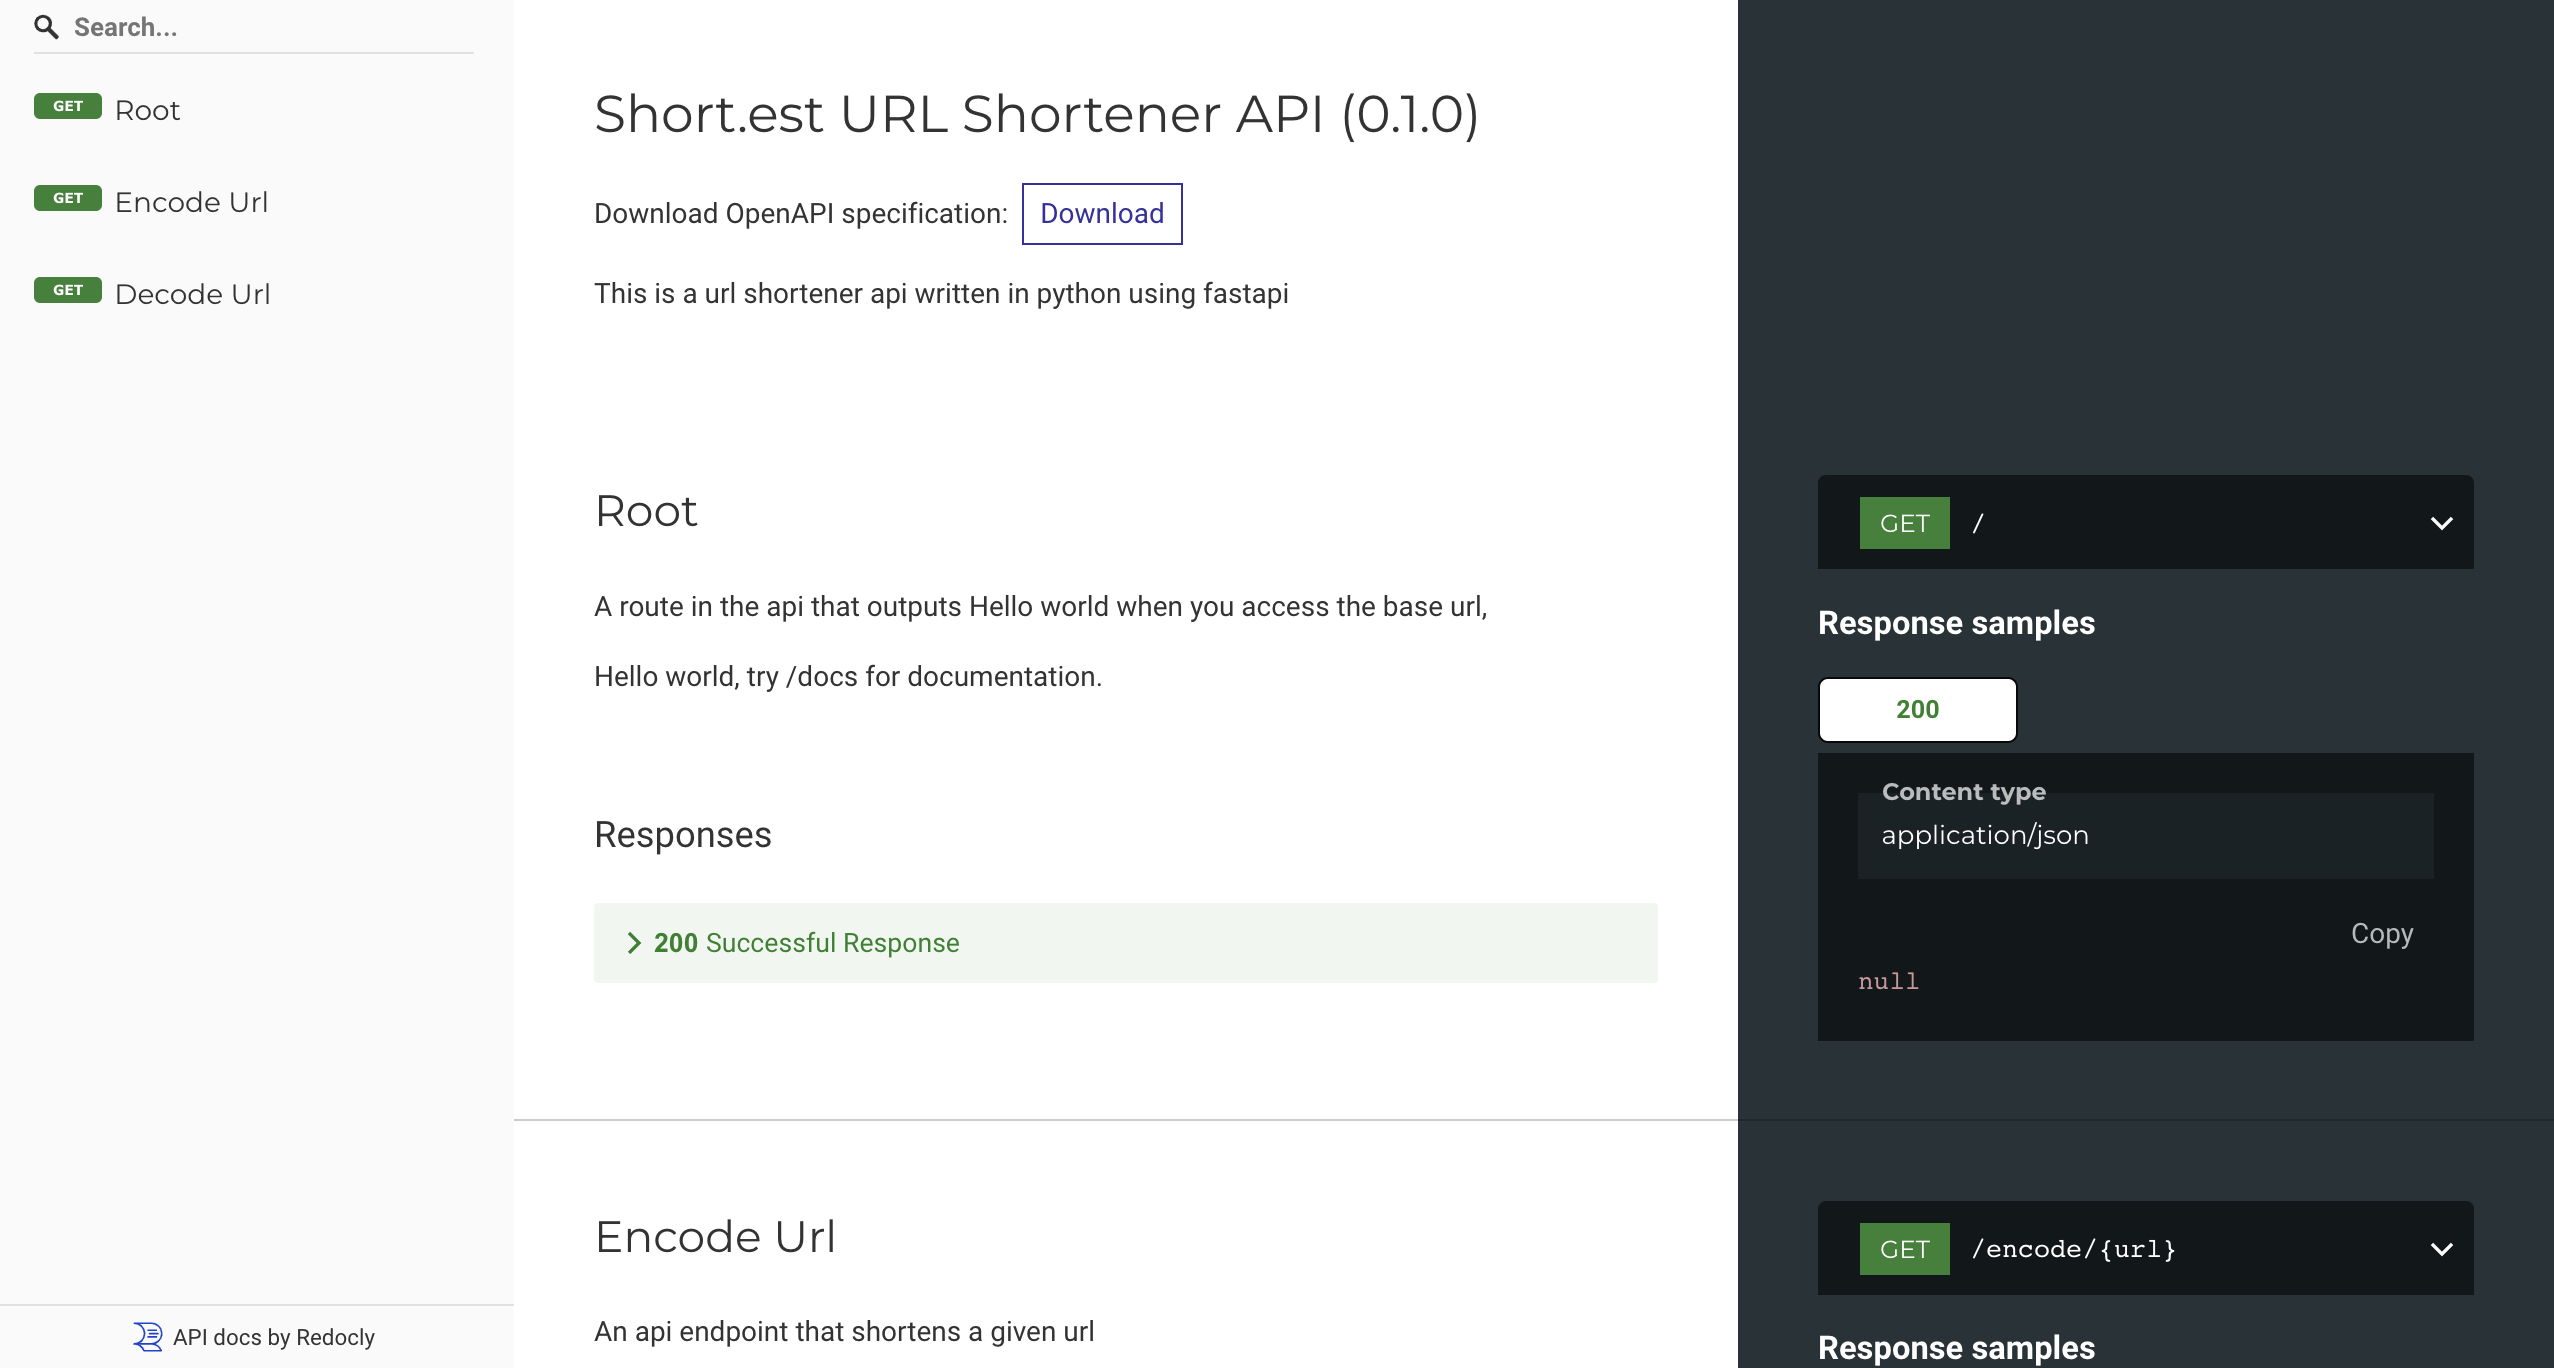 Search...
GET Root
GET Encode Url
GET Decode Url
API docs by Redocly
Short.est URL Shortener API (0.1.0)
Download OpenAPI specification: Download
This is a url shortener api written in python using fastapi
Root
A route in the api that outputs Hello world when you access the base url,
Hello world, try /docs for documentation.
Responses
200 Successful Response
GET /
Response samples
200
Content type
application/json
Copy
null
Encode Url
An api endpoint that shortens a given url
GET /encode/{url}
Response samples